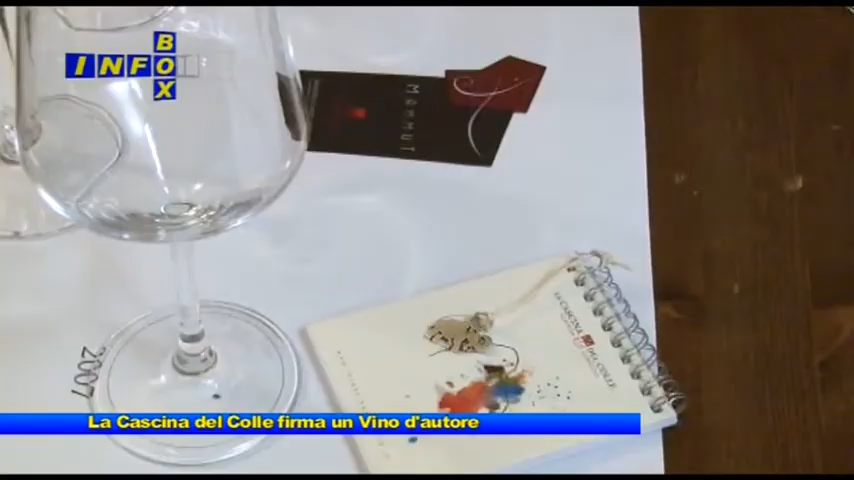 INFO
BOX
Mammut
LA CASCINA DEL COLLE
2007
La Cascina del Colle firma un Vino d'autore